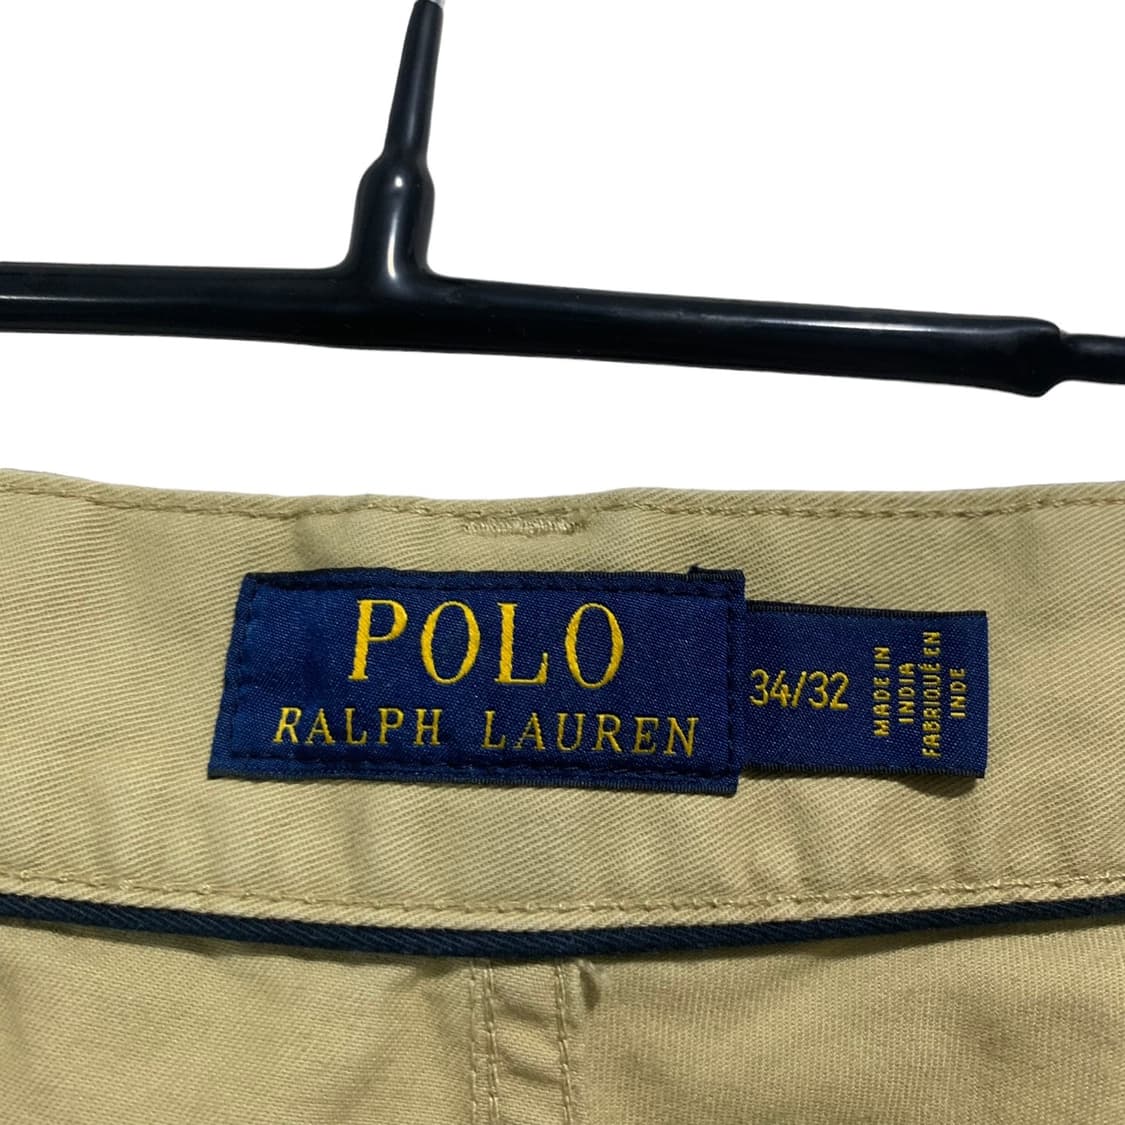 POLO
RALPH LAUREN
34/32
MADE IN
INDIA
FABRIQUÉ EN
INDE